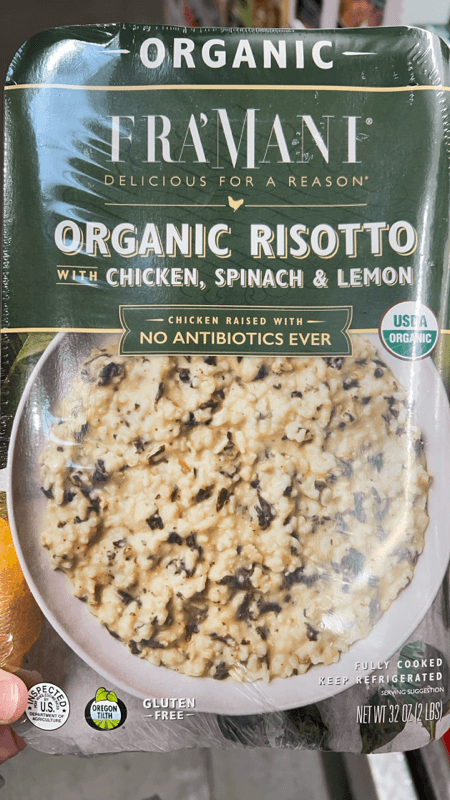 ORGANIC
FRA'MANI®
DELICIOUS FOR A REASON®
ORGANIC RISOTTO
WITH CHICKEN, SPINACH & LEMON
CHICKEN RAISED WITH
NO ANTIBIOTICS EVER
USDA
ORGANIC
FULLY COOKED
KEEP REFRIGERATED
SERVING SUGGESTION
NET WT 32 OZ (2 LBS)
INSPECTED
U.S.
DEPARTMENT OF
AGRICULTURE
OREGON
TILTH
GLUTEN
FREE